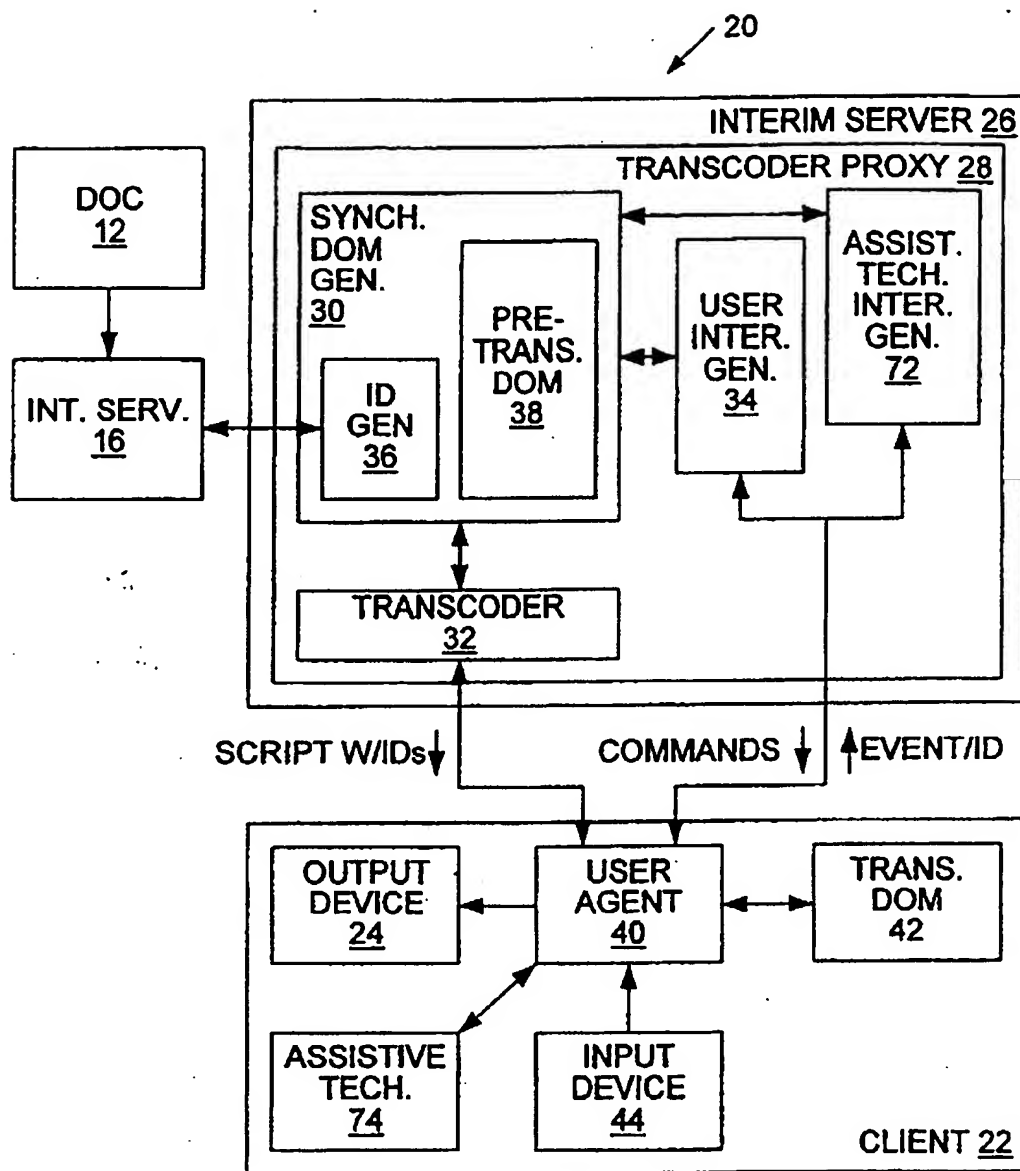 20
INTERIM SERVER 26
TRANSCODER PROXY 28
DOC
12
INT. SERV.
16
SYNCH.
DOM
GEN.
30
ID
GEN
36
PRE-
TRANS.
DOM
38
USER
INTER.
GEN.
34
ASSIST.
TECH.
INTER.
GEN.
72
TRANSCODER
32
SCRIPT W/IDs
COMMANDS
EVENT/ID
OUTPUT
DEVICE
24
USER
AGENT
40
TRANS.
DOM
42
ASSISTIVE
TECH.
74
INPUT
DEVICE
44
CLIENT 22